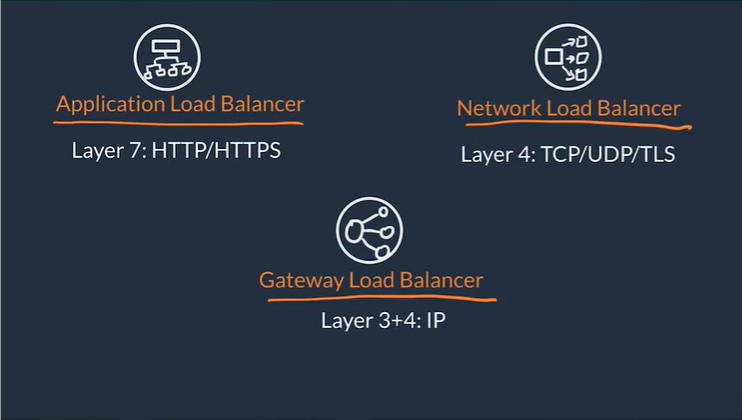 Application Load Balancer
Layer 7: HTTP/HTTPS
Network Load Balancer
Layer 4: TCP/UDP/TLS
Gateway Load Balancer
Layer 3+4: IP